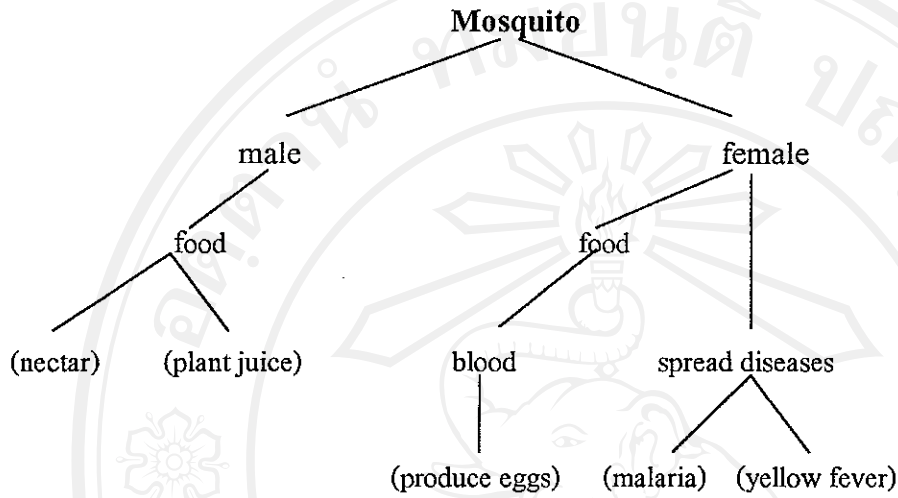 Mosquito
male female
food food
(nectar) (plant juice) blood spread diseases
(produce eggs) (malaria) (yellow fever)